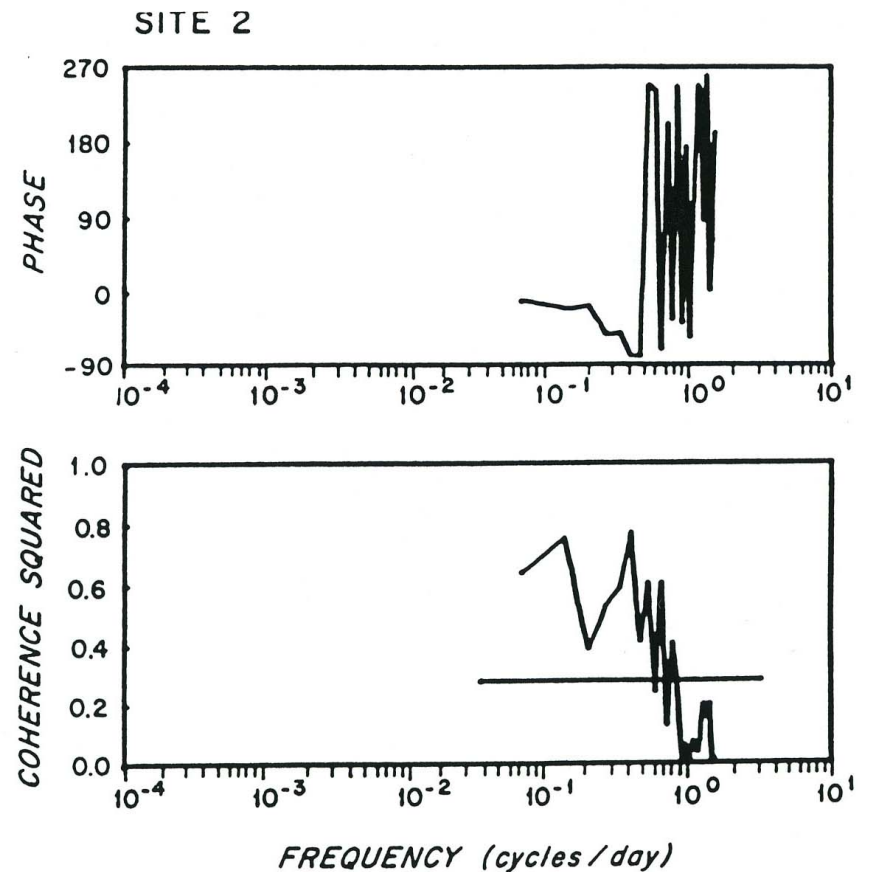 SITE 2
270
180
90
0
-90
PHASE
10⁻⁴ 10⁻³ 10⁻² 10⁻¹ 10⁰ 10¹
1.0
0.8
0.6
0.4
0.2
0.0
COHERENCE SQUARED
10⁻⁴ 10⁻³ 10⁻² 10⁻¹ 10⁰ 10¹
FREQUENCY (cycles/day)